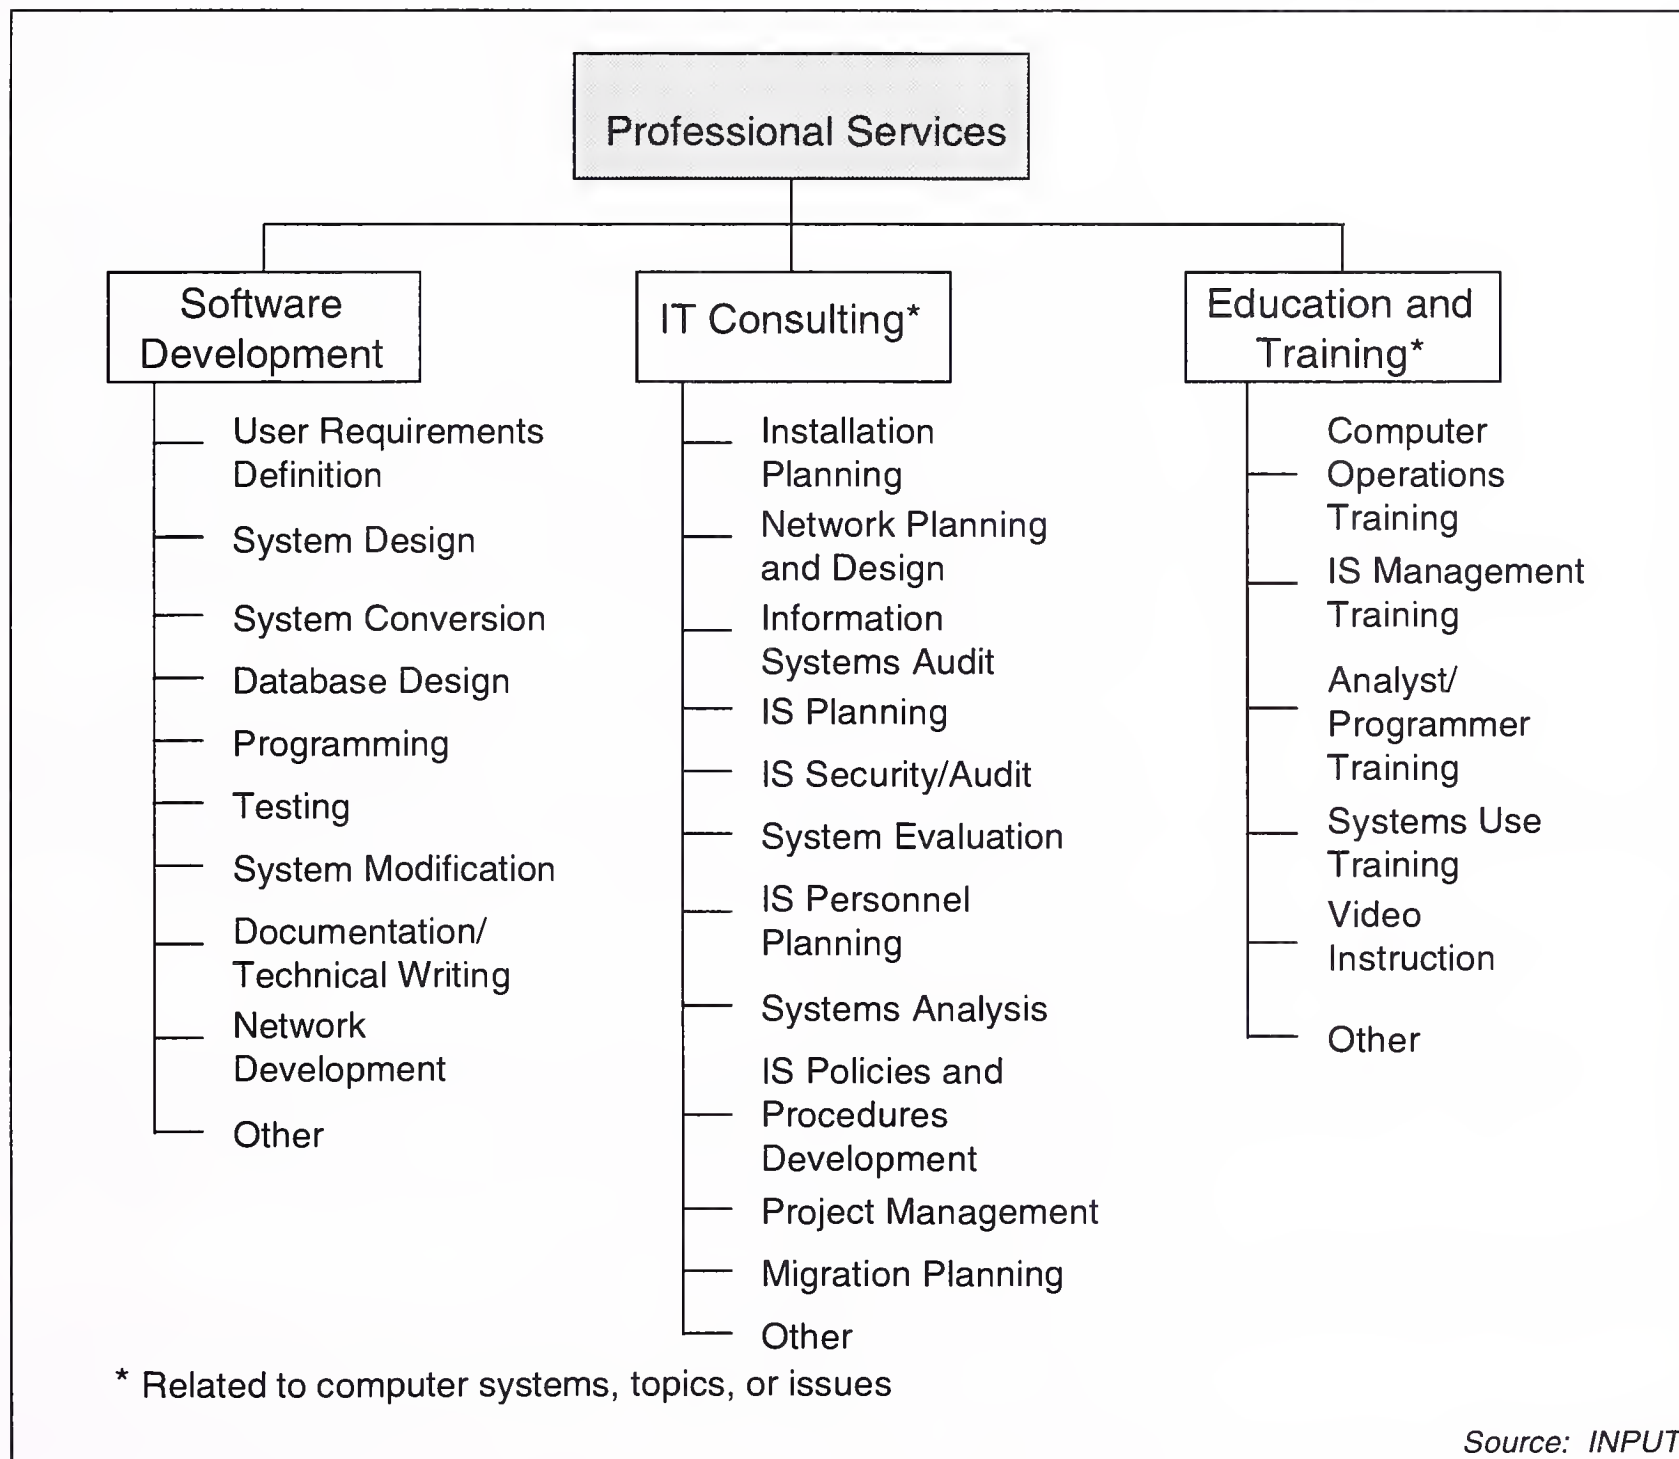 Professional Services
Software
Development
User Requirements
Definition
System Design
System Conversion
Database Design
Programming
Testing
System Modification
Documentation/
Technical Writing
Network
Development
Other
IT Consulting*
Installation
Planning
Network Planning
and Design
Information
Systems Audit
IS Planning
IS Security/Audit
System Evaluation
IS Personnel
Planning
Systems Analysis
IS Policies and
Procedures
Development
Project Management
Migration Planning
Other
Education and
Training*
Computer
Operations
Training
IS Management
Training
Analyst/
Programmer
Training
Systems Use
Training
Video
Instruction
Other
* Related to computer systems, topics, or issues
Source: INPUT